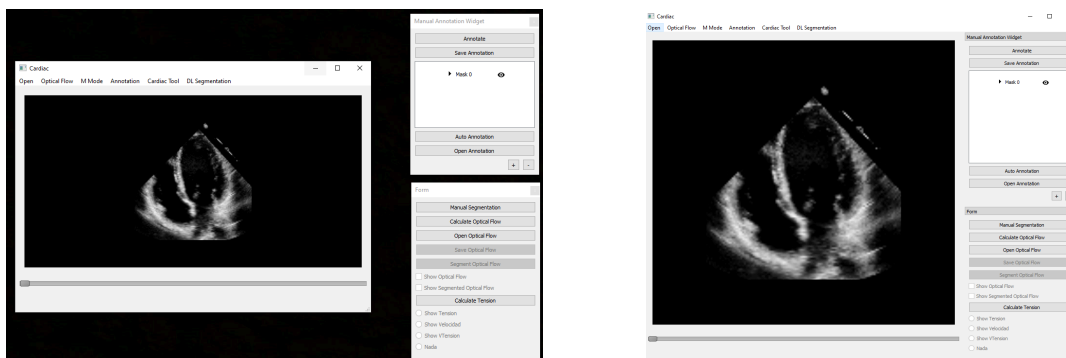 Manual Annotation Widget
Annotate
Save Annotation
Mask 0
Auto Annotation
Open Annotation
+ -
Cardiac
Open Optical Flow M Mode Annotation Cardiac Tool DL Segmentation
Form
Manual Segmentation
Calculate Optical Flow
Open Optical Flow
Save Optical Flow
Segment Optical Flow
Show Optical Flow
Show Segmented Optical Flow
Calculate Tension
Show Tension
Show Velocidad
Show VTension
Nada
Cardiac
Open Optical Flow M Mode Annotation Cardiac Tool DL Segmentation
Manual Annotation Widget
Annotate
Save Annotation
Mask 0
Auto Annotation
Open Annotation
+
Form
Manual Segmentation
Calculate Optical Flow
Open Optical Flow
Save Optical Flow
Segment Optical Flow
Show Optical Flow
Show Segmented Optical Flow
Calculate Tension
Show Tension
Show Velocidad
Show VTension
Nada